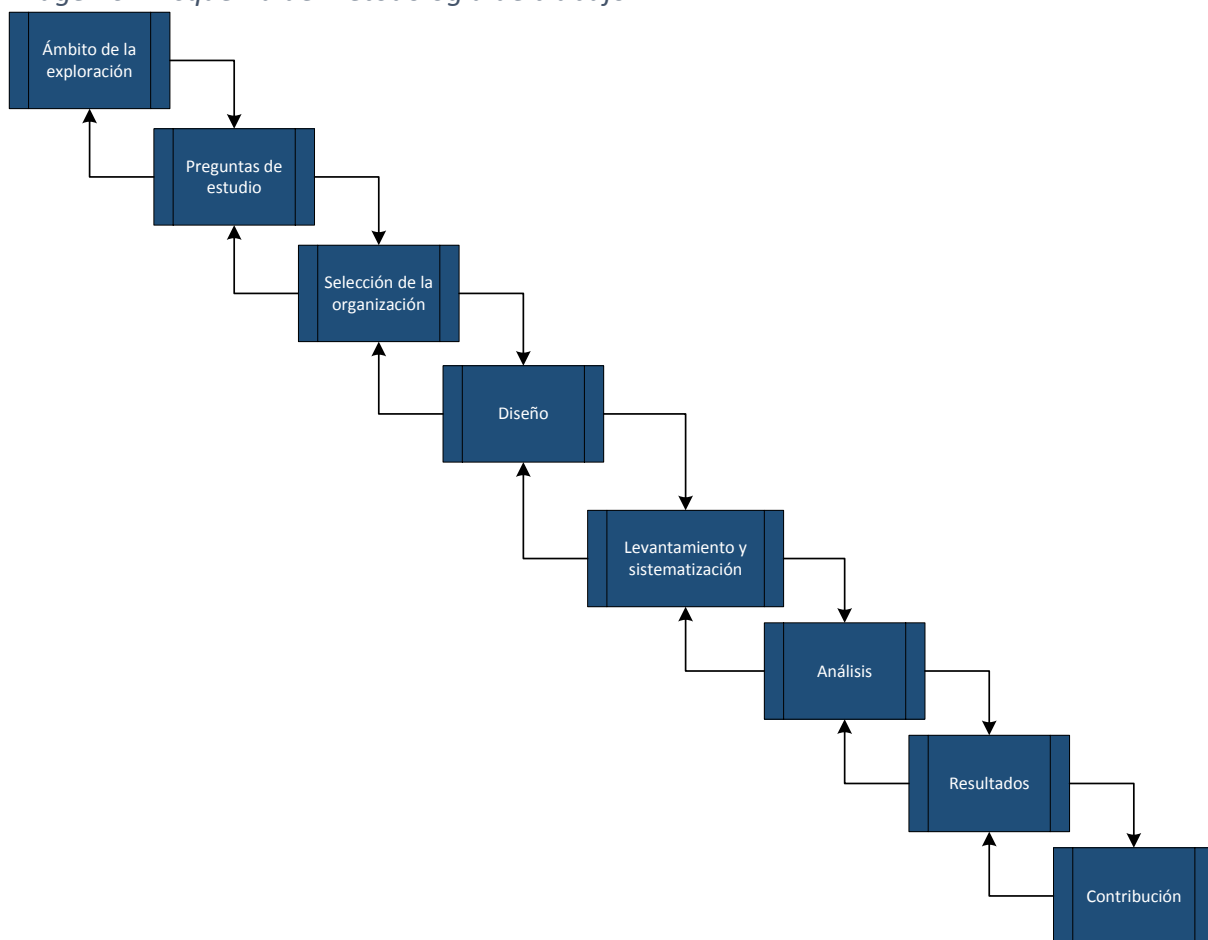 Ámbito de la
exploración
Preguntas de
estudio
Selección de la
organización
Diseño
Levantamiento y
sistematización
Análisis
Resultados
Contribución